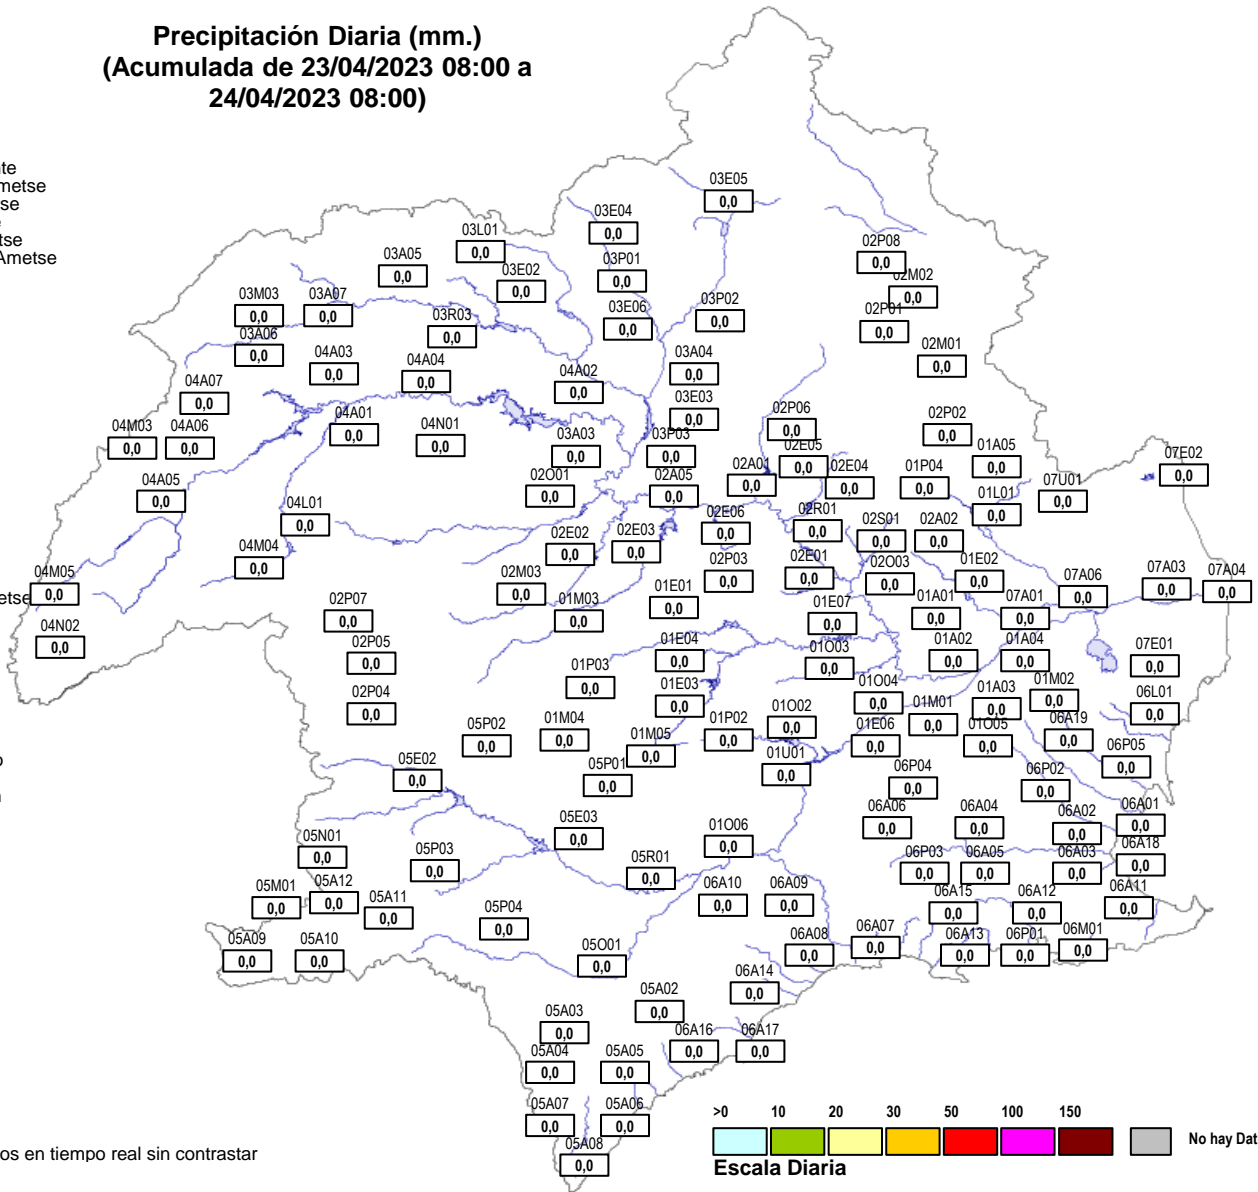 Precipitación Diaria (mm.)
(Acumulada de 23/04/2023 08:00 a
24/04/2023 08:00)
03E05
0,0
03E04
0,0
03L01
0,0
03A05
0,0
03E02
0,0
03P01
0,0
02P08
0,0
02M02
0,0
03M03
0,0
03A07
0,0
03R03
0,0
03E06
0,0
03P02
0,0
02P01
0,0
03A06
0,0
04A03
0,0
04A04
0,0
04A02
0,0
03A04
0,0
02M01
0,0
04A07
0,0
04A01
0,0
03E03
0,0
02P06
0,0
02P02
0,0
04M03
0,0
04A06
0,0
04N01
0,0
03A03
0,0
03P03
0,0
02E05
0,0
01A05
0,0
07E02
0,0
04A05
0,0
02O01
0,0
02A05
0,0
02A01
0,0
02E04
0,0
01P04
0,0
01L01
0,0
07U01
0,0
04L01
0,0
02E02
0,0
02E03
0,0
02E06
0,0
02R01
0,0
02S01
0,0
02A02
0,0
04M04
0,0
04M05
0,0
02M03
0,0
02P03
0,0
02E01
0,0
02O03
0,0
01E02
0,0
07A06
0,0
07A03
0,0
07A04
0,0
02P07
0,0
01M03
0,0
01E01
0,0
01E07
0,0
01A01
0,0
07A01
0,0
04N02
0,0
02P05
0,0
01E04
0,0
01O03
0,0
01A02
0,0
01A04
0,0
07E01
0,0
01P03
0,0
01E03
0,0
02P04
0,0
01O04
0,0
01M01
0,0
01A03
0,0
01M02
0,0
06L01
0,0
05P02
0,0
01M04
0,0
01M05
0,0
01P02
0,0
01O02
0,0
01E06
0,0
01O05
0,0
06A19
0,0
06P05
0,0
05E02
0,0
05P01
0,0
01U01
0,0
06P04
0,0
06P02
0,0
05E03
0,0
01O06
0,0
06A06
0,0
06A04
0,0
06A02
0,0
06A01
0,0
05N01
0,0
05P03
0,0
05R01
0,0
06P03
0,0
06A05
0,0
06A03
0,0
06A18
0,0
05M01
0,0
05A12
0,0
05A11
0,0
05P04
0,0
06A10
0,0
06A09
0,0
06A15
0,0
06A12
0,0
06A11
0,0
05A09
0,0
05A10
0,0
05O01
0,0
06A08
0,0
06A07
0,0
06A13
0,0
06P01
0,0
06M01
0,0
05A02
0,0
06A14
0,0
05A03
0,0
06A16
0,0
06A17
0,0
05A04
0,0
05A05
0,0
05A07
0,0
05A06
0,0
05A08
0,0
>0 10 20 30 50 100 150
No hay Dat
Escala Diaria
os en tiempo real sin contrastar